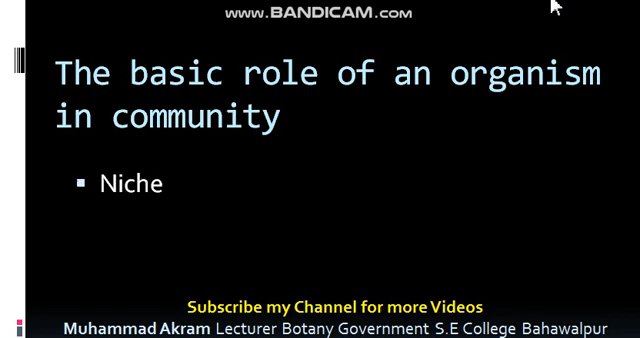 www.BANDICAM.com
The basic role of an organism
in community
Niche
Subscribe my Channel for more Videos
Muhammad Akram Lecturer Botany Government S.E College Bahawalpur